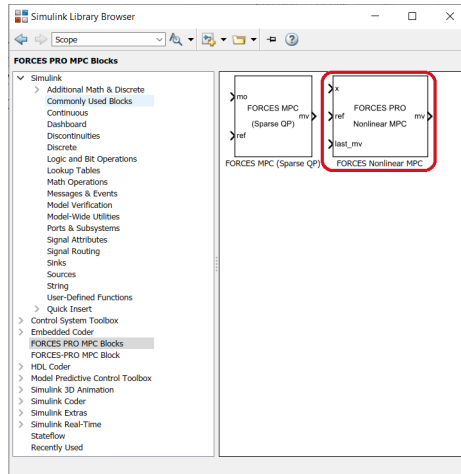 Simulink Library Browser
Scope
FORCES PRO MPC Blocks
Simulink
Additional Math & Discrete
Commonly Used Blocks
Continuous
Dashboard
Discontinuities
Discrete
Logic and Bit Operations
Lookup Tables
Math Operations
Messages & Events
Model Verification
Model-Wide Utilities
Ports & Subsystems
Signal Attributes
Signal Routing
Sinks
Sources
String
User-Defined Functions
Quick Insert
Control System Toolbox
Embedded Coder
FORCES PRO MPC Blocks
FORCES-PRO MPC Block
HDL Coder
Model Predictive Control Toolbox
Simulink 3D Animation
Simulink Coder
Simulink Extras
Simulink Real-Time
Stateflow
Recently Used
mo
FORCES MPC
mv
(Sparse QP)
ref
FORCES MPC (Sparse QP)
x
FORCES PRO
ref
mv
Nonlinear MPC
last_mv
FORCES Nonlinear MPC